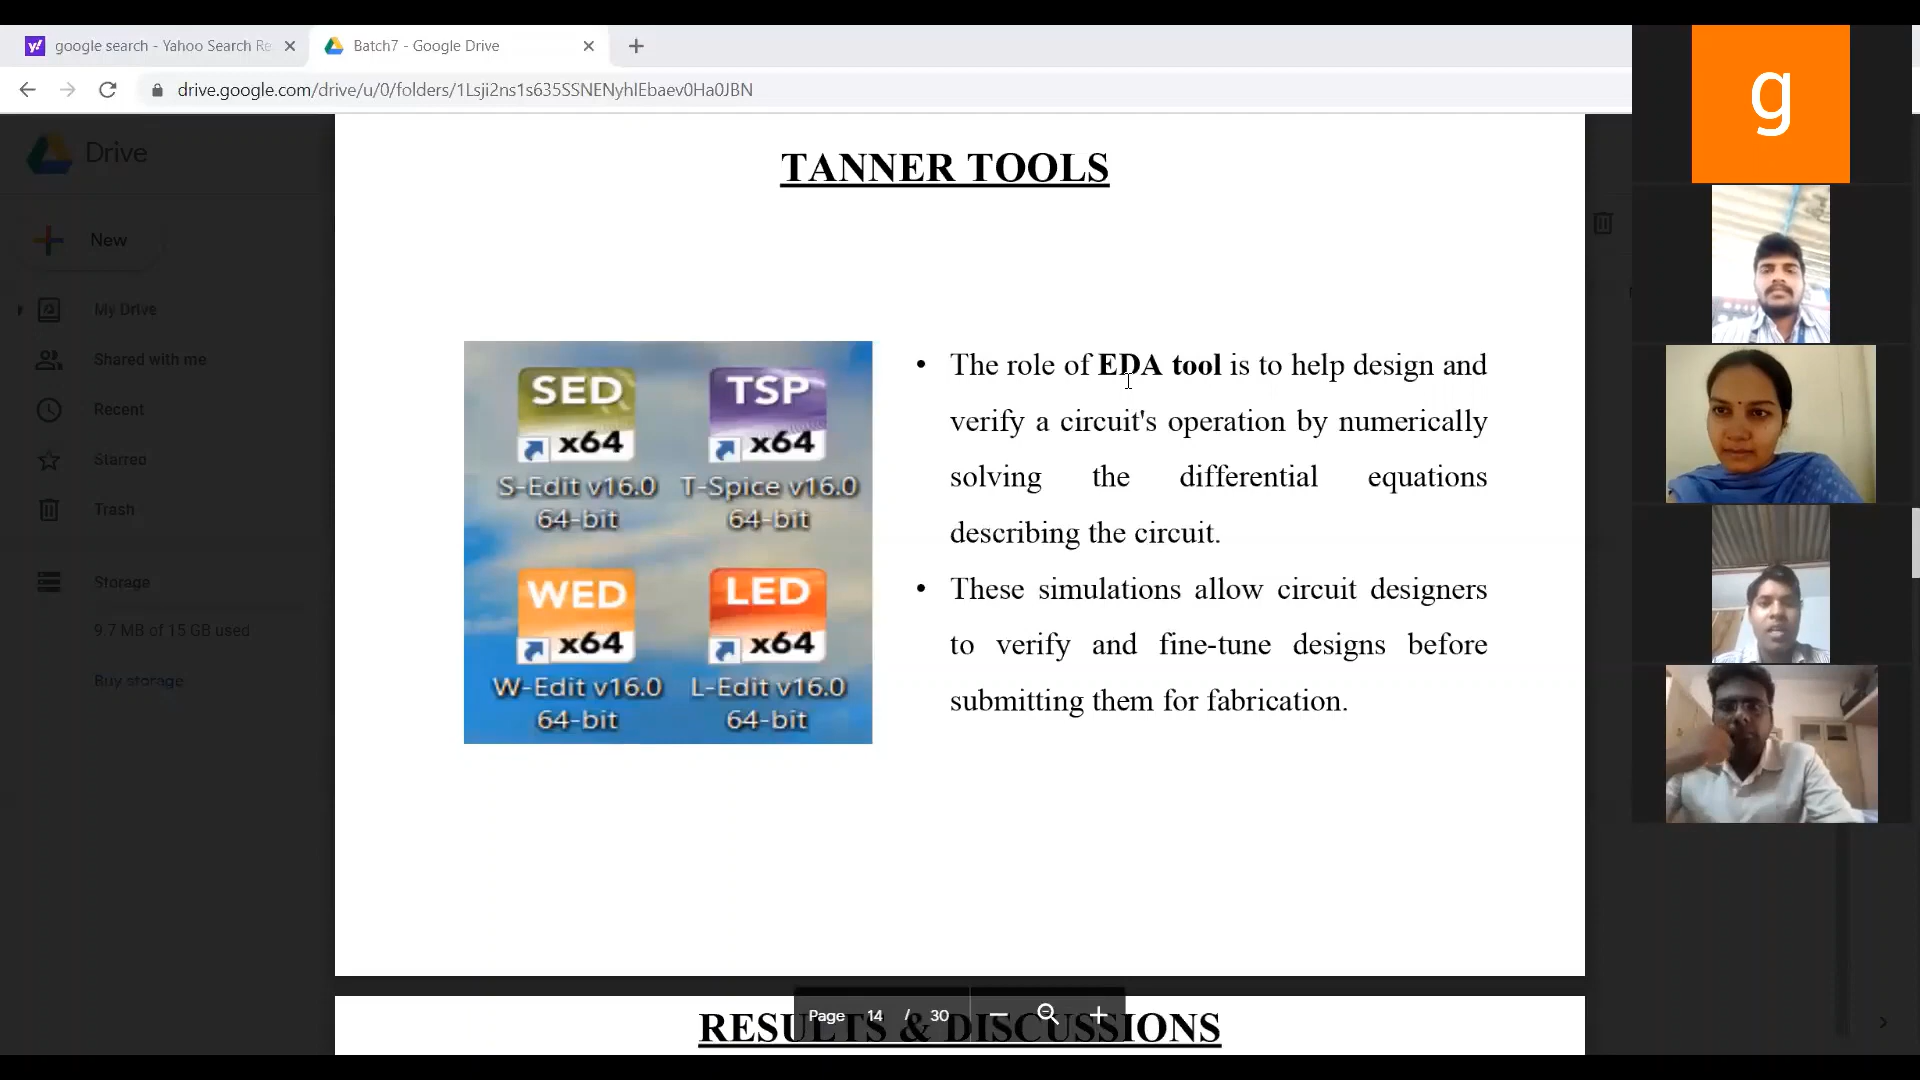 google search - Yahoo Search Re
Batch7 - Google Drive
drive.google.com/drive/u/0/folders/1Lsji2ns1s635SSNENyhlEbaev0Ha0JBN
Drive
New
My Drive
Shared with me
Recent
Starred
Trash
Storage
9.7 MB of 15 GB used
Buy storage
TANNER TOOLS
SED
x64
S-Edit v16.0
64-bit
TSP
x64
T-Spice v16.0
64-bit
WED
x64
W-Edit v16.0
64-bit
LED
x64
L-Edit v16.0
64-bit
• The role of EDA tool is to help design and
verify a circuit's operation by numerically
solving the differential equations
describing the circuit.
• These simulations allow circuit designers
to verify and fine-tune designs before
submitting them for fabrication.
Page 14 / 30
RESULTS & DISCUSSIONS
g